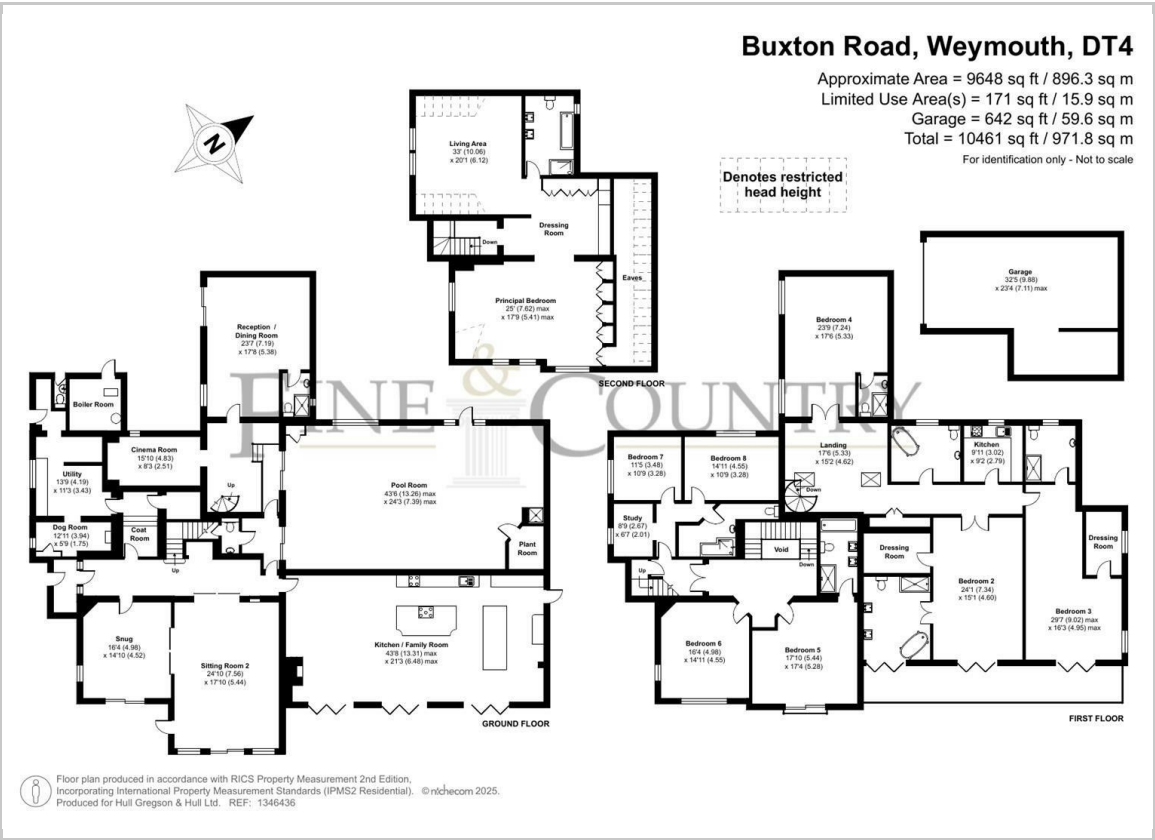 Buxton Road, Weymouth, DT4
Approximate Area = 9648 sq ft / 896.3 sq m
Limited Use Area(s) = 171 sq ft / 15.9 sq m
Garage = 642 sq ft / 59.6 sq m
Total = 10461 sq ft / 971.8 sq m
For identification only - Not to scale
Denotes restricted
head height
N
Living Area
33' (10.06)
x 20'1 (6.12)
Down
Dressing
Room
Eaves
Principal Bedroom
25' (7.62) max
x 17'9 (5.41) max
SECOND FLOOR
Garage
32'5 (9.88)
x 23'4 (7.11) max
FINE & COUNTRY
Reception /
Dining Room
23'7 (7.19)
x 17'8 (5.38)
Boiler Room
Cinema Room
15'10 (4.83)
x 8'3 (2.51)
Utility
13'9 (4.19)
x 11'3 (3.43)
Up
Pool Room
43'6 (13.26) max
x 24'3 (7.39) max
Dog Room
12'11 (3.94)
x 5'9 (1.75)
Coat
Room
Up
Plant
Room
Snug
16'4 (4.98)
x 14'10 (4.52)
Sitting Room 2
24'10 (7.56)
x 17'10 (5.44)
Kitchen / Family Room
43'8 (13.31) max
x 21'3 (6.48) max
GROUND FLOOR
Bedroom 4
23'9 (7.24)
x 17'6 (5.33)
Landing
17'6 (5.33)
x 15'2 (4.62)
Down
Kitchen
9'11 (3.02)
x 9'2 (2.79)
Bedroom 7
11'5 (3.48)
x 10'9 (3.28)
Bedroom 8
14'11 (4.55)
x 10'9 (3.28)
Study
8'9 (2.67)
x 6'7 (2.01)
Up
Void
Down
Dressing
Room
Dressing
Room
Bedroom 2
24'1 (7.34)
x 15'1 (4.60)
Bedroom 3
29'7 (9.02) max
x 16'3 (4.95) max
Bedroom 6
16'4 (4.98)
x 14'11 (4.55)
Bedroom 5
17'10 (5.44)
x 17'4 (5.28)
FIRST FLOOR
Floor plan produced in accordance with RICS Property Measurement 2nd Edition,
Incorporating International Property Measurement Standards (IPMS2 Residential). © nichecom 2025.
Produced for Hull Gregson & Hull Ltd. REF: 1346436